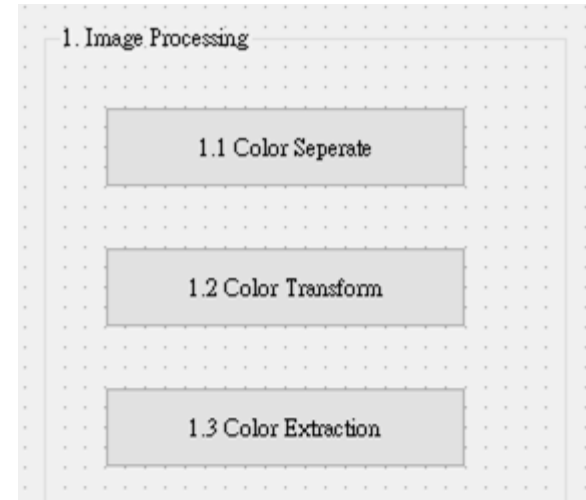 1. Image Processing
1.1 Color Seperate
1.2 Color Transform
1.3 Color Extraction